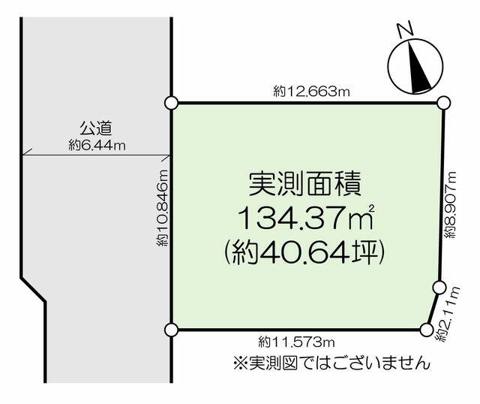 N
約12.663m
公道
約6.44m
約10.846m
実測面積
134.37㎡
(約40.64坪)
約8.907m
約2.11m
約11.573m
※実測図ではございません